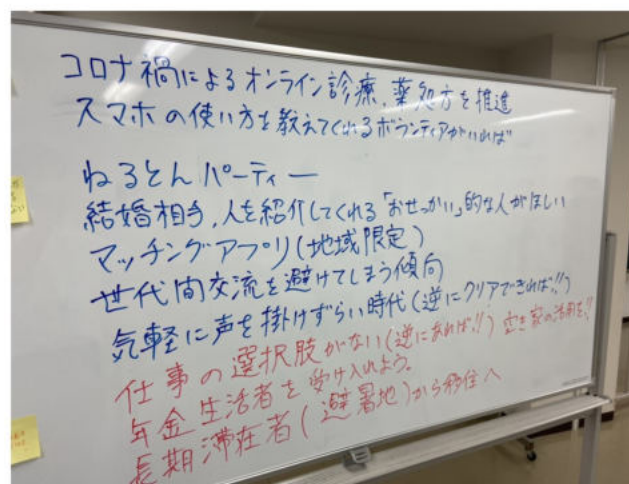 コロナ禍によるオンライン診療、薬処方を推進
スマホの使い方を教えてくれるボランティアがいれば
ねるとんパーティー
結婚相手、人を紹介してくれる「おせっかい」的な人がほしい
マッチングアプリ(地域限定)
世代間交流を避けてしまう傾向
気軽に声を掛けずらい時代(逆にクリアできれば!!)
仕事の選択肢がない(逆にあれば!!) 空き家の活用を!!
年金生活者を受け入れよう。
長期滞在者(避暑地)から移住へ